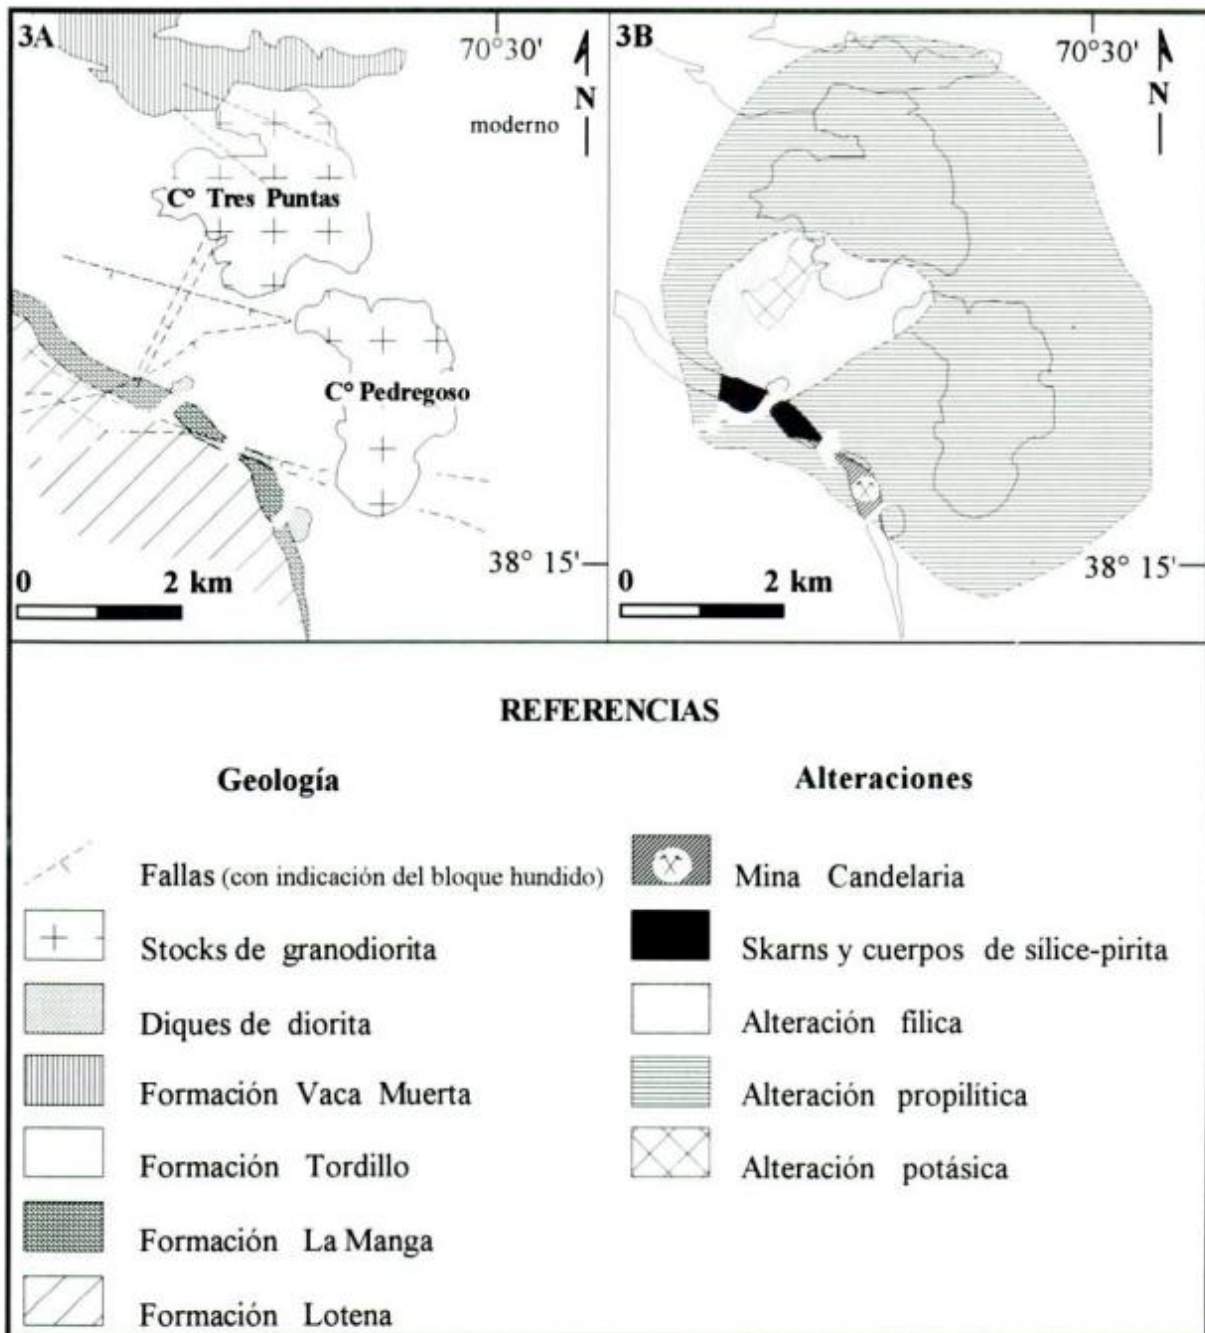 3A
70°30'
N
moderno
C° Tres Puntas
C° Pedregoso
38° 15'
0 2 km
3B
70°30'
N
38° 15'
0 2 km
REFERENCIAS
Geología
Fallas (con indicación del bloque hundido)
Stocks de granodiorita
Diques de diorita
Formación Vaca Muerta
Formación Tordillo
Formación La Manga
Formación Lotena
Alteraciones
Mina Candelaria
Skarns y cuerpos de sílice-pirita
Alteración fílica
Alteración propilítica
Alteración potásica